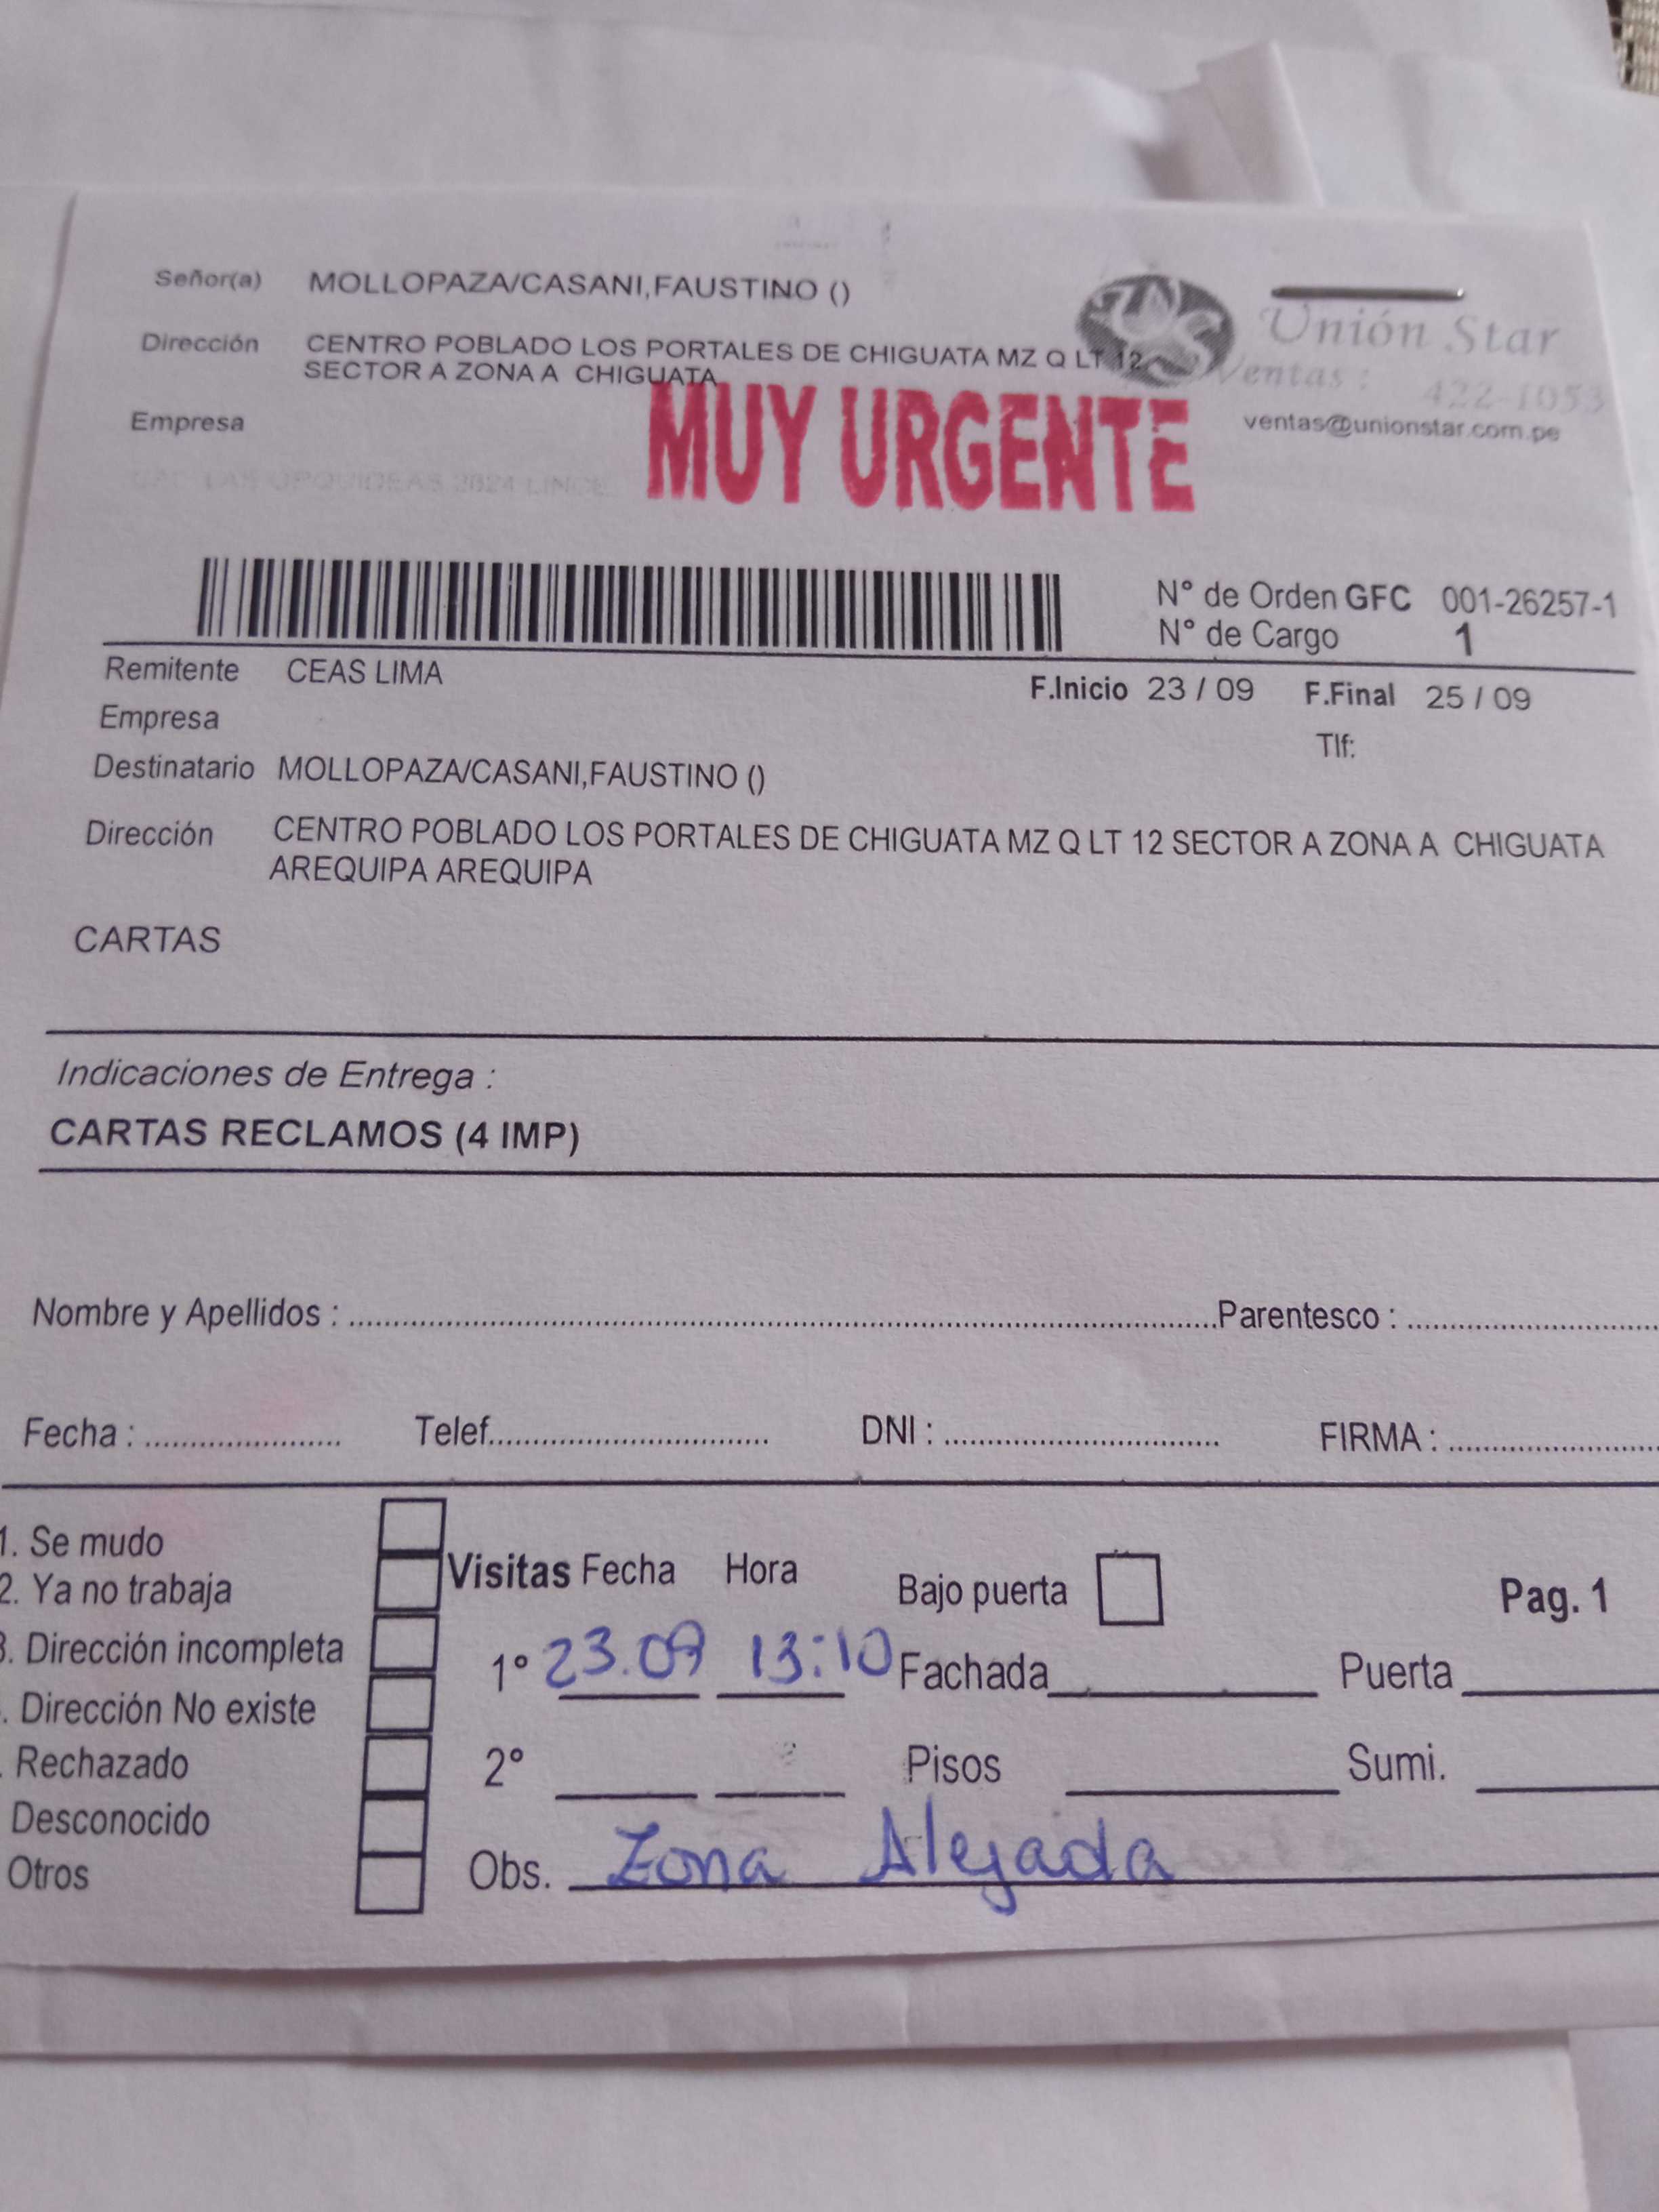 Señor(a) MOLLOPAZA/CASANI,FAUSTINO ()
Dirección CENTRO POBLADO LOS PORTALES DE CHIGUATA MZ Q LT 12
SECTOR A ZONA A CHIGUATA
Unión Star
Ventas : 422-1053
ventas@unionstar.com.pe
Empresa
MUY URGENTE
N° de Orden GFC 001-26257-1
N° de Cargo 1
Remitente CEAS LIMA
F.Inicio 23 / 09 F.Final 25 / 09
Empresa
Tlf:
Destinatario MOLLOPAZA/CASANI,FAUSTINO ()
Dirección CENTRO POBLADO LOS PORTALES DE CHIGUATA MZ Q LT 12 SECTOR A ZONA A CHIGUATA
AREQUIPA AREQUIPA
CARTAS
Indicaciones de Entrega :
CARTAS RECLAMOS (4 IMP)
Nombre y Apellidos : Parentesco :
Fecha : Telef. DNI : FIRMA :
1. Se mudo
2. Ya no trabaja
3. Dirección incompleta
. Dirección No existe
. Rechazado
Desconocido
Otros
Visitas Fecha Hora
Bajo puerta
Pag. 1
1° 23.09 13:10 Fachada Puerta
2° Pisos Sumi.
Obs. Zona Alejada